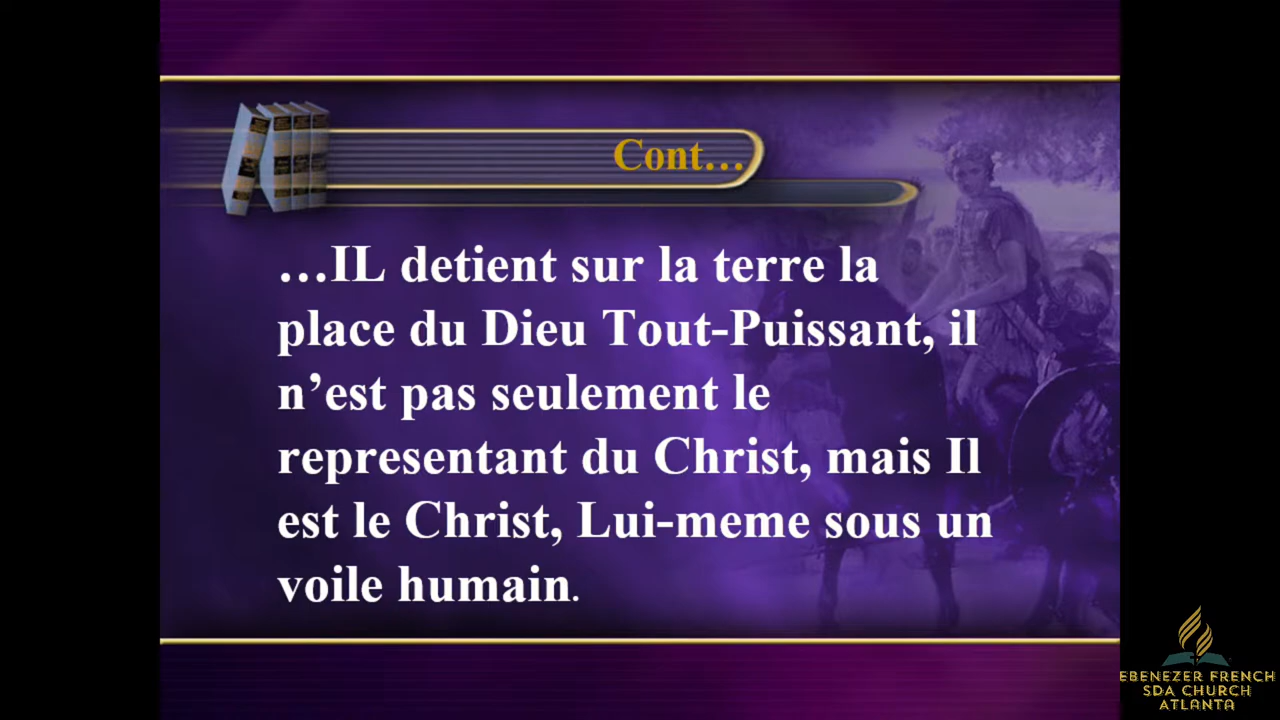 Cont…
…IL detient sur la terre la
place du Dieu Tout-Puissant, il
n’est pas seulement le
representant du Christ, mais Il
est le Christ, Lui-meme sous un
voile humain.
EBENEZER FRENCH
SDA CHURCH
ATLANTA